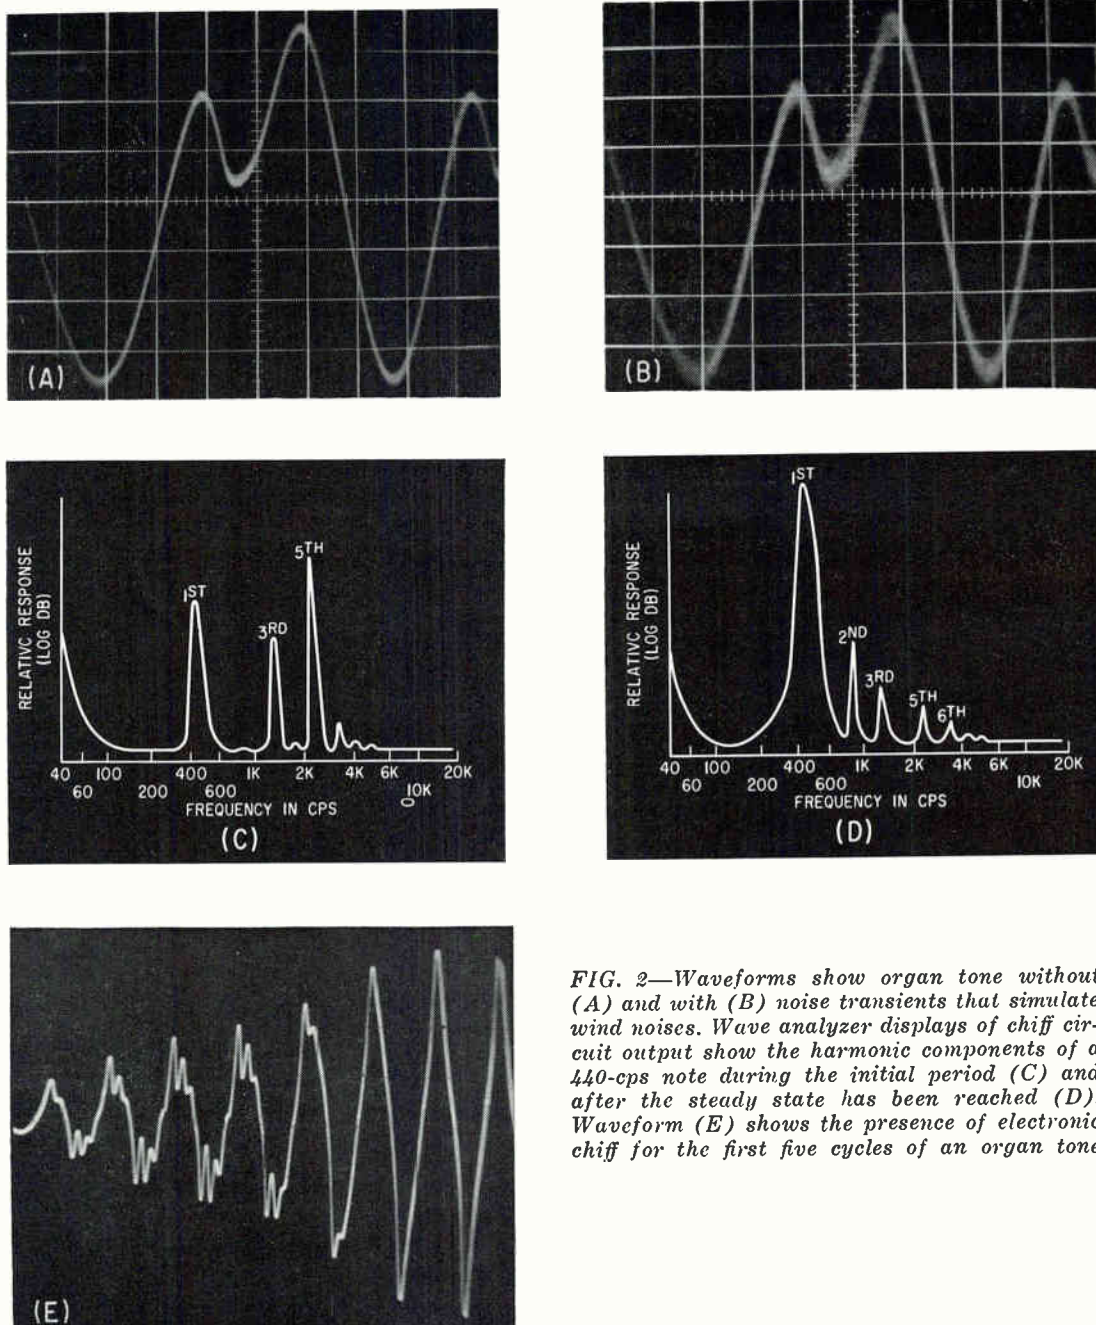 (A)
(B)
RELATIVE RESPONSE
(LOG DB)
1ST
3RD
5TH
40 100 400 1K 2K 4K 6K 20K
60 200 600 10K
FREQUENCY IN CPS
(C)
RELATIVE RESPONSE
(LOG DB)
1ST
2ND
3RD
5TH
6TH
40 100 400 1K 2K 4K 6K 20K
60 200 600 10K
FREQUENCY IN CPS
(D)
(E)
FIG. 2—Waveforms show organ tone without
(A) and with (B) noise transients that simulate
wind noises. Wave analyzer displays of chiff cir-
cuit output show the harmonic components of a
440-cps note during the initial period (C) and
after the steady state has been reached (D).
Waveform (E) shows the presence of electronic
chiff for the first five cycles of an organ tone